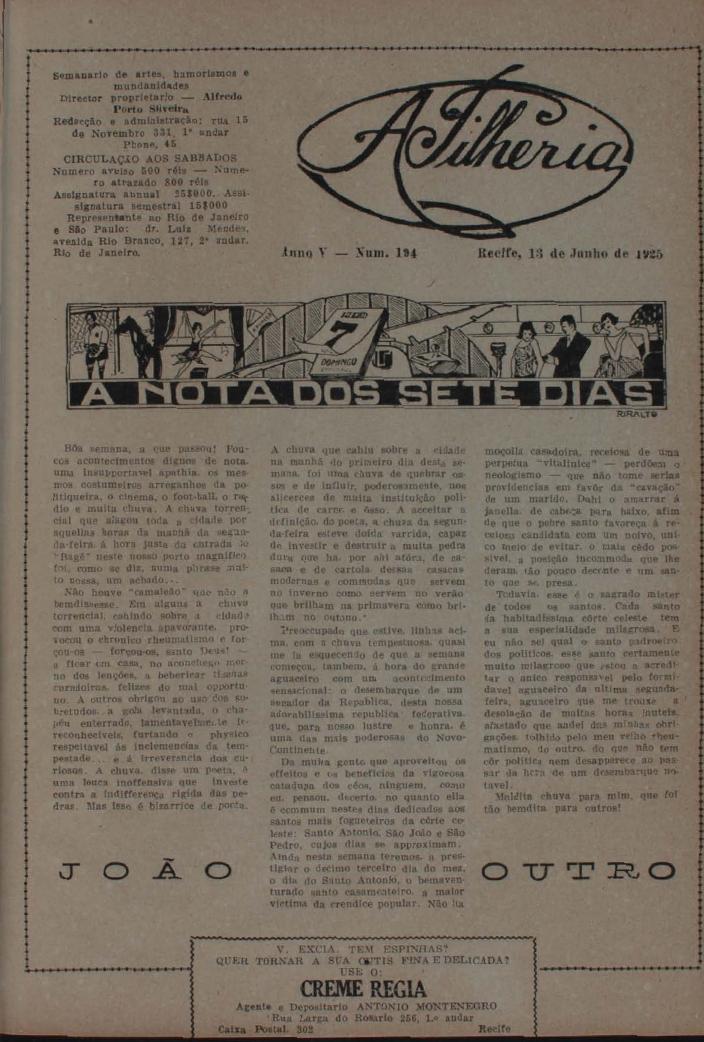 Semanario de artes, humorismos e
mundanidades
Director proprietario — Alfredo
Porto Silveira
Redacção e administração: rua 15
de Novembro 331, 1º andar
Phone, 45
CIRCULAÇÃO AOS SABBADOS
Numero avulso 500 réis — Nume-
ro atrazado 800 réis
Assignatura annual 25$000. Assi-
signatura semestral 15$000
Representante no Rio de Janeiro
e São Paulo: dr. Luiz Mendes,
avenida Rio Branco, 127, 2º andar.
Rio de Janeiro.
A Pilheria
Anno V — Num. 194
Recife, 13 de Junho de 1925
7
DOMINGO
A NOTA DOS SETE DIAS
RIRALTO
Bôa semana, a que passou! Pou-
cos acontecimentos dignos de nota,
uma insupportavel apathia, os mes-
mos costumeiros arreganhos da po-
litiqueira, o cinema, o foot-ball, o ra-
dio e muita chuva. A chuva torren-
cial que alagou toda a cidade por
aquellas horas da manhã da segun-
da-feira, á hora justa da entrada do
"Bagê" neste nosso porto magnifico
foi, como se diz, numa phrase mui-
to nossa, um achado...
Não houve "camaleão" que não a
bemdissesse. Em alguns a chuva
torrencial, cahindo sobre a cidade
com uma violencia apavorante, pro-
vocou o chronico rheumatismo e for-
çou-os — forçou-os, santo Deus! —
a ficar em casa, no aconchego mor-
no dos lenções, a bebericar tisanas
curadoiras, felizes do mal opportu-
no. A outros obrigou ao uso dos so-
bretudos, a gola levantada, o cha-
péu enterrado, lamentavelmente ir-
reconheciveis, furtando o physico
respeitavel ás inclemencias da tem-
pestade... e á irreverencia dos cu-
riosos. A chuva, disse um poeta, é
uma louca inoffensiva que investe
contra a indifferença rigida das pe-
dras. Mas isso é bizarrice de poeta.
A chuva que cahiu sobre a cidade
na manhã do primeiro dia desta se-
mana, foi uma chuva de quebrar os-
sos e de influir, poderosamente, nos
alicerces de muita instituição poli-
tica de carne e ôsso. A acceitar a
definição, do poeta, a chuva da segun-
da-feira esteve doida varrida, capaz
de investir e destruir a muita pedra
dura que ha, por ahi atóra, de ca-
saca e de cartola, dessas casacas
modernas e commodas que servem
no inverno como servem no verão
que brilham na primavera como bri-
lham no outono."
Preoccupado que estive, linhas aci-
ma, com a chuva tempestuosa, quasi
me ia esquecendo de que a semana
começou, tambem, á hora do grande
aguaceiro com um acontecimento
sensacional: o desembarque de um
senador da Republica, desta nossa
adorabilissima republica federativa,
que, para nosso lustre e honra, é
uma das mais poderosas do Novo-
Continente.
Da muita gente que aproveitou os
effeitos e os beneficios da vigorosa
catadupa dos céos, ninguem, como
eu, pensou, decerto, no quanto ella
é commum nestes dias dedicados aos
santos mais fogueteiros da côrte ce-
leste: Santo Antonio, São João e São
Pedro, cujos dias se approximam.
Ainda nesta semana teremos, a pres-
tigiar o decimo terceiro dia do mez,
o dia do Santo Antonio, o bemaven-
turado santo casamenteiro, a maior
victima da crendice popular. Não ha
moçoila casadoira, receiosa de uma
perpetua "vitalinice" — perdôem o
neologismo — que não tome serias
providencias em favôr da "cavação"
de um marido. Dahi o amarrar á
janella, de cabeça para baixo, afim
de que o pobre santo favoreça á re-
ceiosa candidata com um noivo, uni-
co meio de evitar, o mais cêdo pos-
sivel, a posição incommoda que lhe
deram, tão pouco decente e um san-
to que se presa.
Todavia, esse é o sagrado mister
de todos os santos. Cada santo
da habitadissima côrte celeste tem
a sua especialidade milagrosa. E
eu não sei qual o santo padroeiro
dos politicos, esse santo certamente
muito milagroso que estou a acredi-
tar o unico responsavel pelo formi-
davel aguaceiro da ultima segunda-
feira, aguaceiro que me trouxe a
desolação de muitas horas inuteis,
afastado que andei das minhas obri-
gações, tolhido pelo meu velho rheu-
matismo, do outro, do que não tem
côr politica nem desapparece ao pas-
sar da hora de um desembarque no-
tavel.
Maldita chuva para mim, que foi
tão bemdita para outros!
JOÃO OUTRO
V. EXCIA. TEM ESPINHAS?
QUER TORNAR A SUA CUTIS FINA E DELICADA?
USE O:
CREME REGIA
Agente e Depositario ANTONIO MONTENEGRO
Rua Larga do Rosario 256, 1.º andar
Caixa Postal. 302 Recife